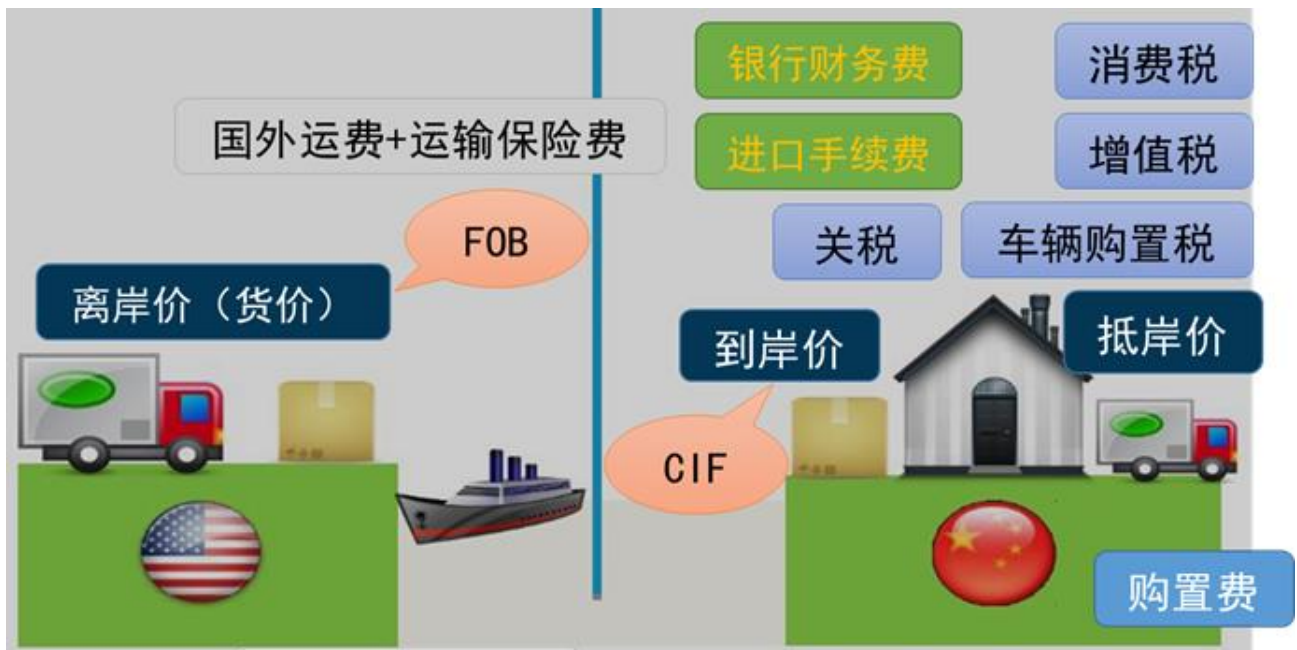 银行财务费
消费税
国外运费+运输保险费
进口手续费
增值税
FOB
关税
车辆购置税
离岸价（货价）
到岸价
抵岸价
CIF
购置费